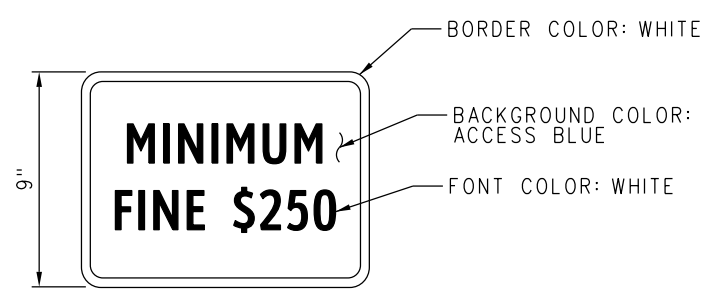 BORDER COLOR: WHITE
9"
MINIMUM
BACKGROUND COLOR:
ACCESS BLUE
FINE $250
FONT COLOR: WHITE